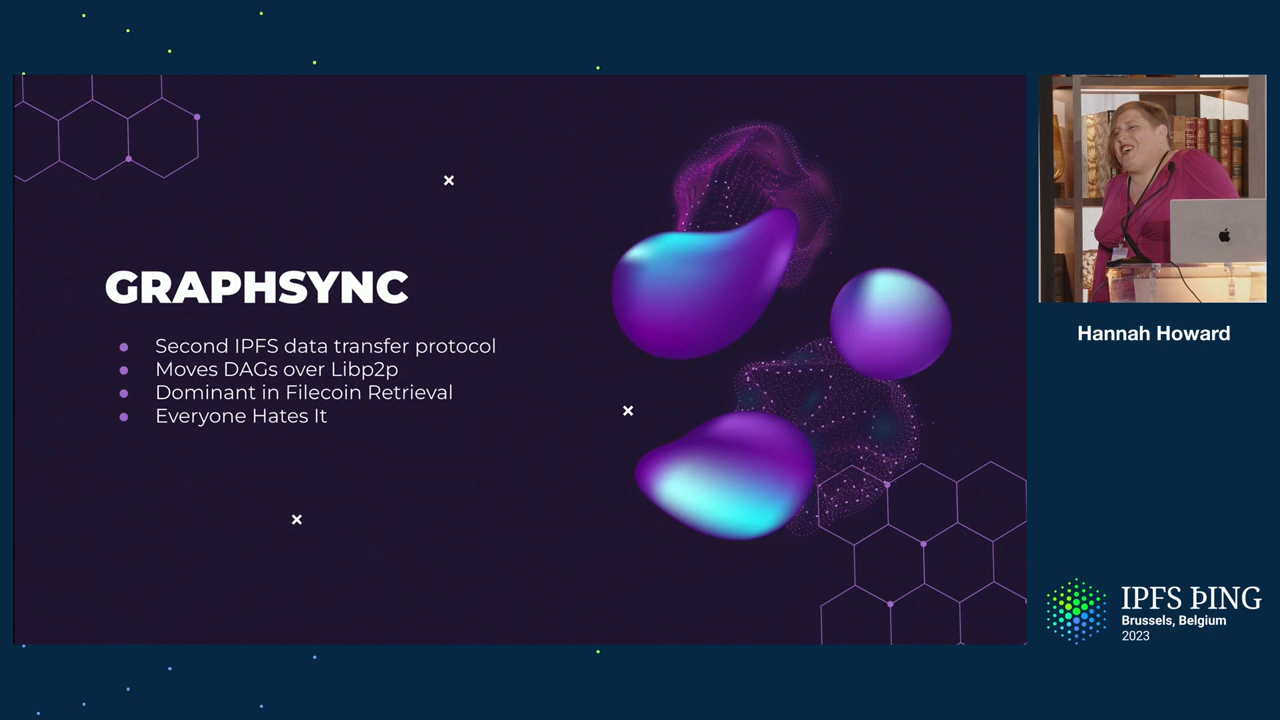 GRAPHSYNC
Second IPFS data transfer protocol
Moves DAGs over Libp2p
Dominant in Filecoin Retrieval
Everyone Hates It
Hannah Howard
IPFS ÞING
Brussels, Belgium
2023